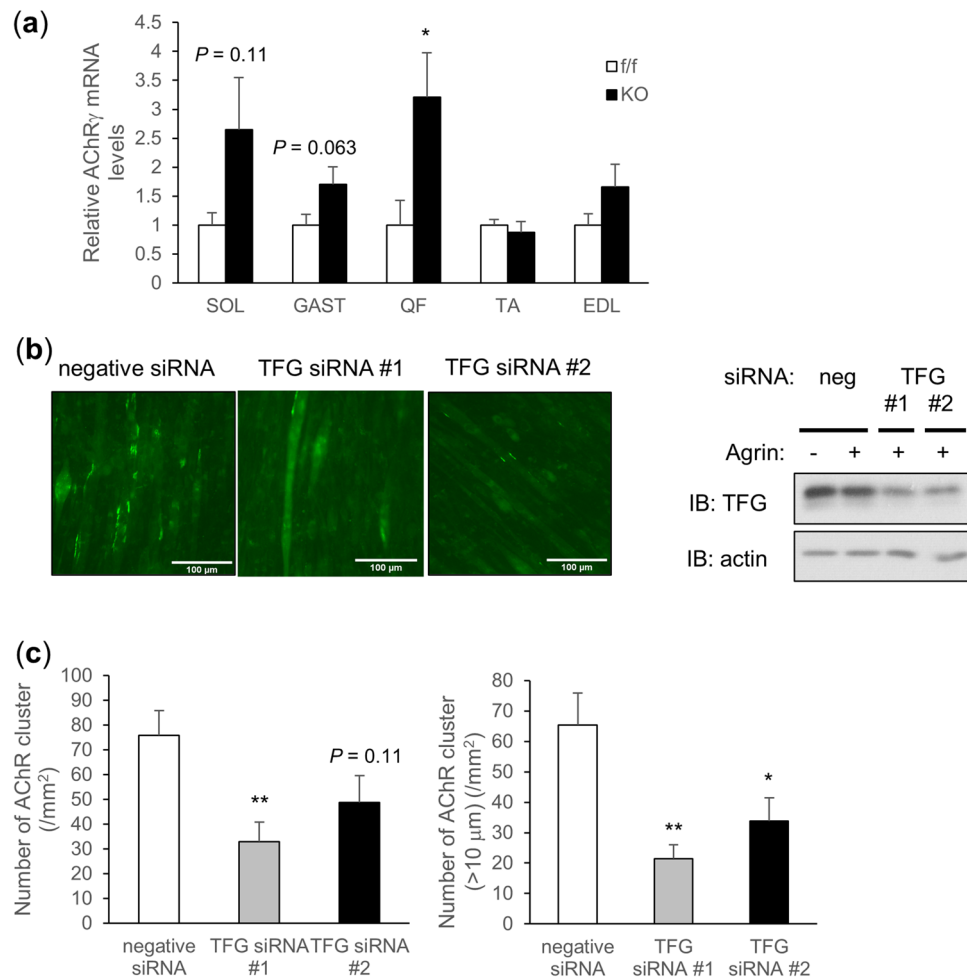 (a)
Relative AChRγ mRNA
levels
4.5
4
3.5
3
2.5
2
1.5
1
0.5
0
P = 0.11
P = 0.063
*
f/f
KO
SOL GAST QF TA EDL
(b)
negative siRNA TFG siRNA #1 TFG siRNA #2
100 μm 100 μm 100 μm
siRNA: neg TFG
#1 #2
Agrin: - + + +
IB: TFG
IB: actin
(c)
Number of AChR cluster
(/mm²)
100
90
80
70
60
50
40
30
20
10
0
**
P = 0.11
negative
siRNA
TFG siRNA
#1
TFG siRNA
#2
Number of AChR cluster
(>10 μm) (/mm²)
80
70
60
50
40
30
20
10
0
**
*
negative
siRNA
TFG
siRNA #1
TFG
siRNA #2